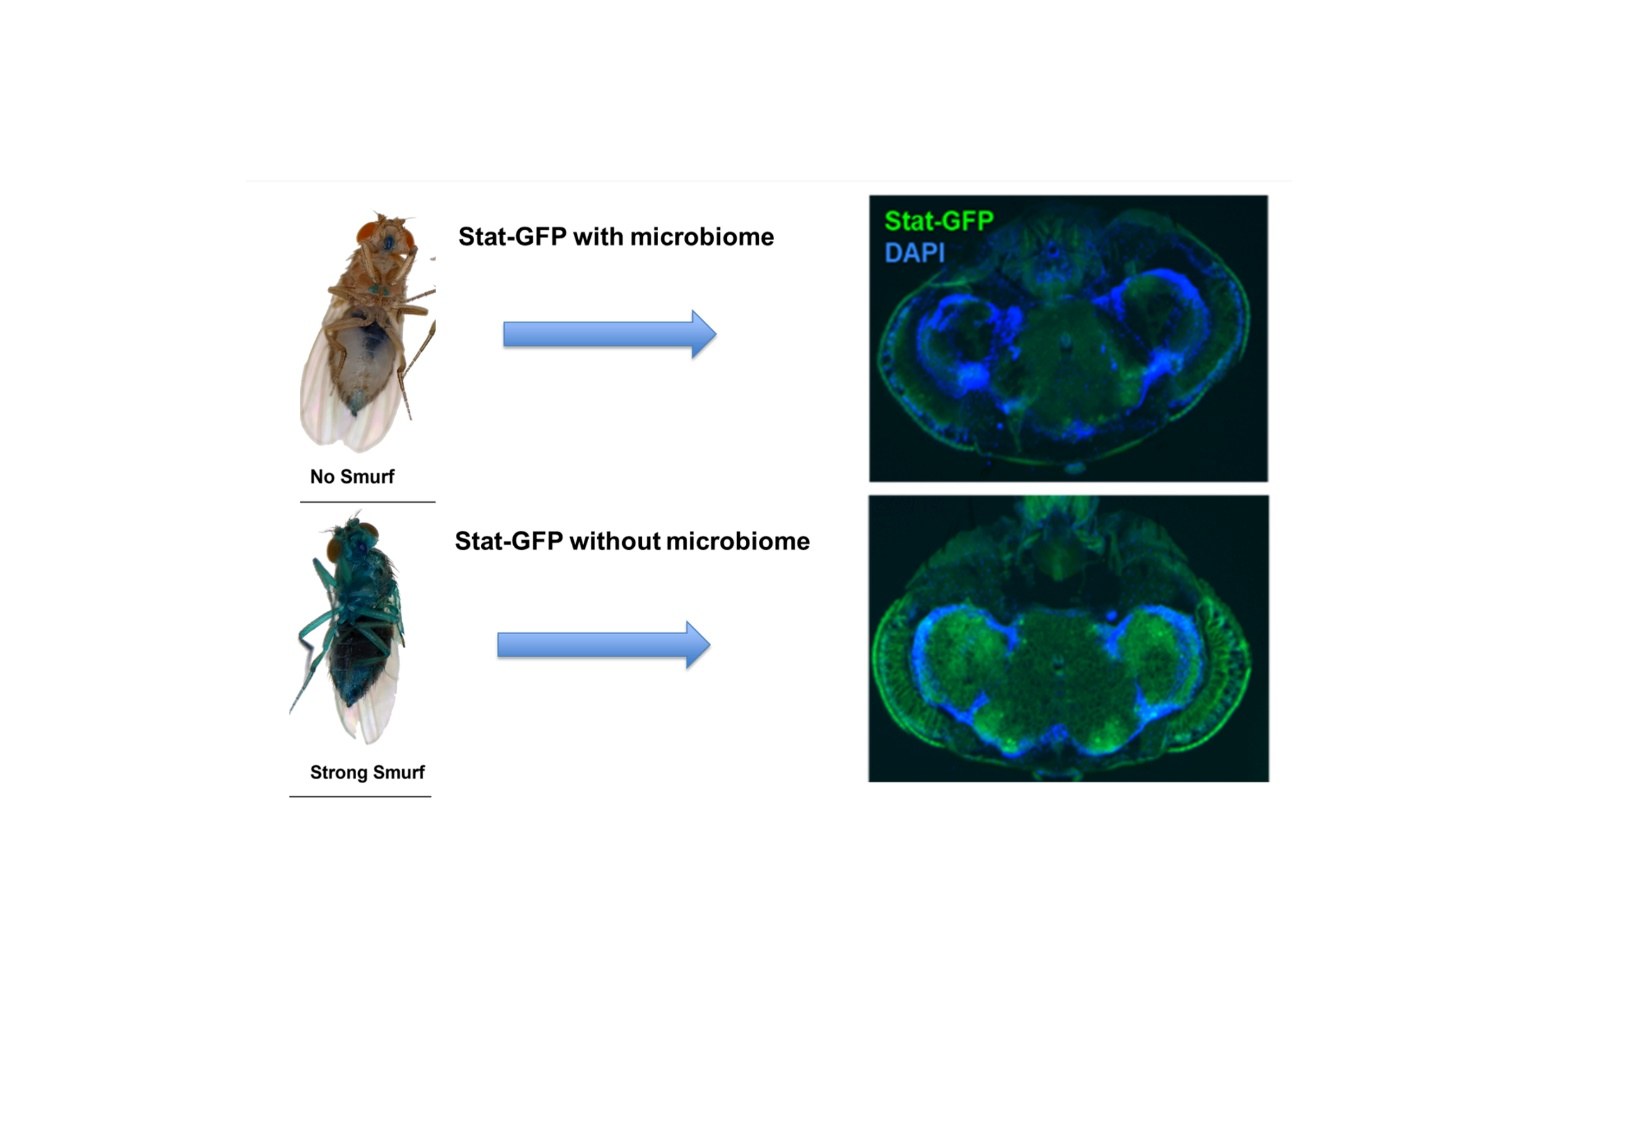 Stat-GFP with microbiome
Stat-GFP
DAPI
No Smurf
Stat-GFP without microbiome
Strong Smurf